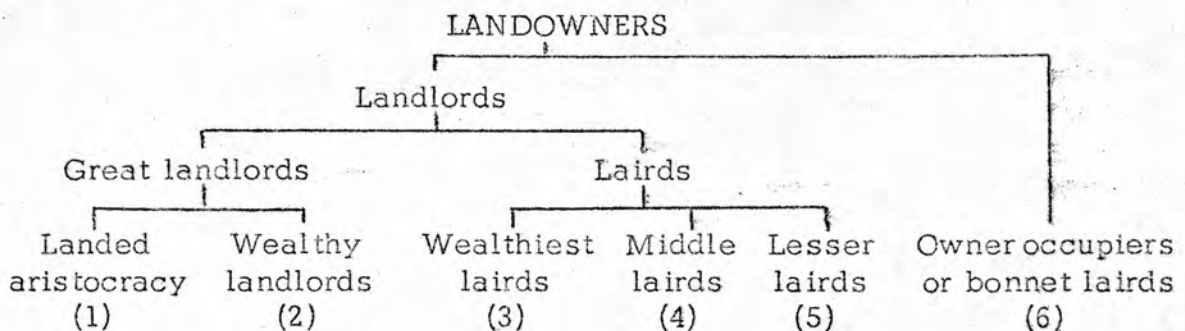 LANDOWNERS
Landlords
Great landlords Lairds
Landed Wealthy Wealthiest Middle Lesser Owner occupiers
aristocracy landlords lairds lairds lairds or bonnet lairds
(1) (2) (3) (4) (5) (6)